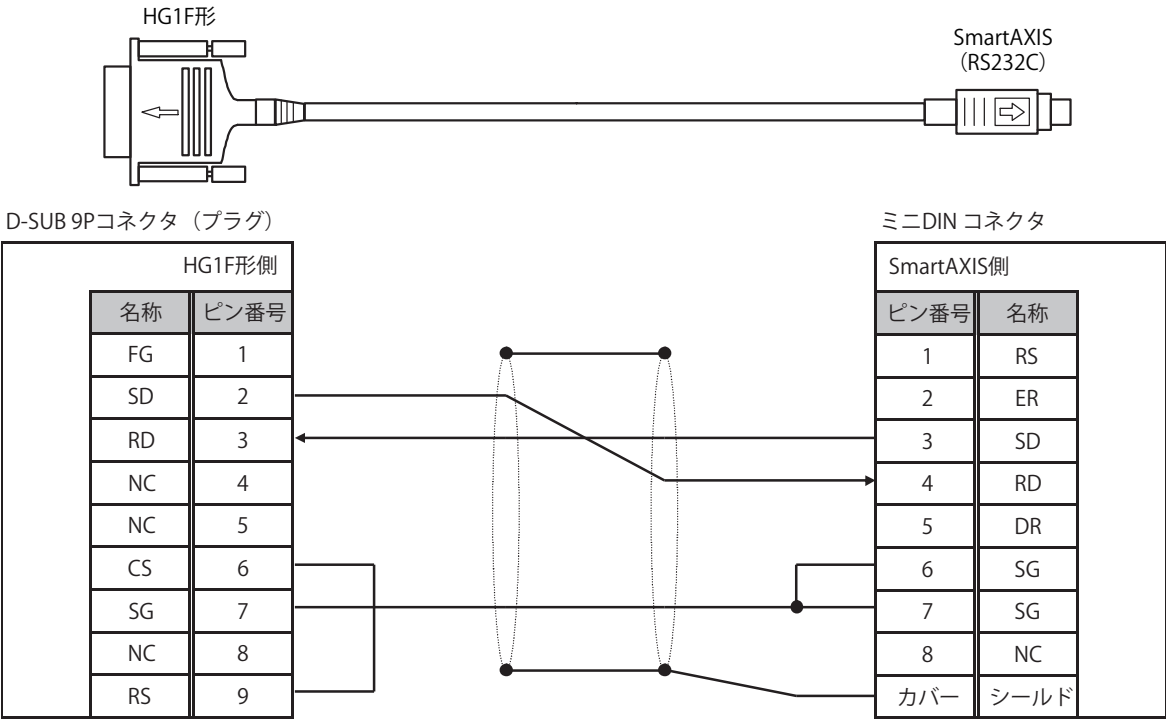 HG1F形
SmartAXIS
（RS232C）
D-SUB 9Pコネクタ（プラグ）
ミニDIN コネクタ
HG1F形側
SmartAXIS側
名称 ピン番号
ピン番号 名称
FG 1
1 RS
SD 2
2 ER
RD 3
3 SD
NC 4
4 RD
NC 5
5 DR
CS 6
6 SG
SG 7
7 SG
NC 8
8 NC
RS 9
カバー シールド